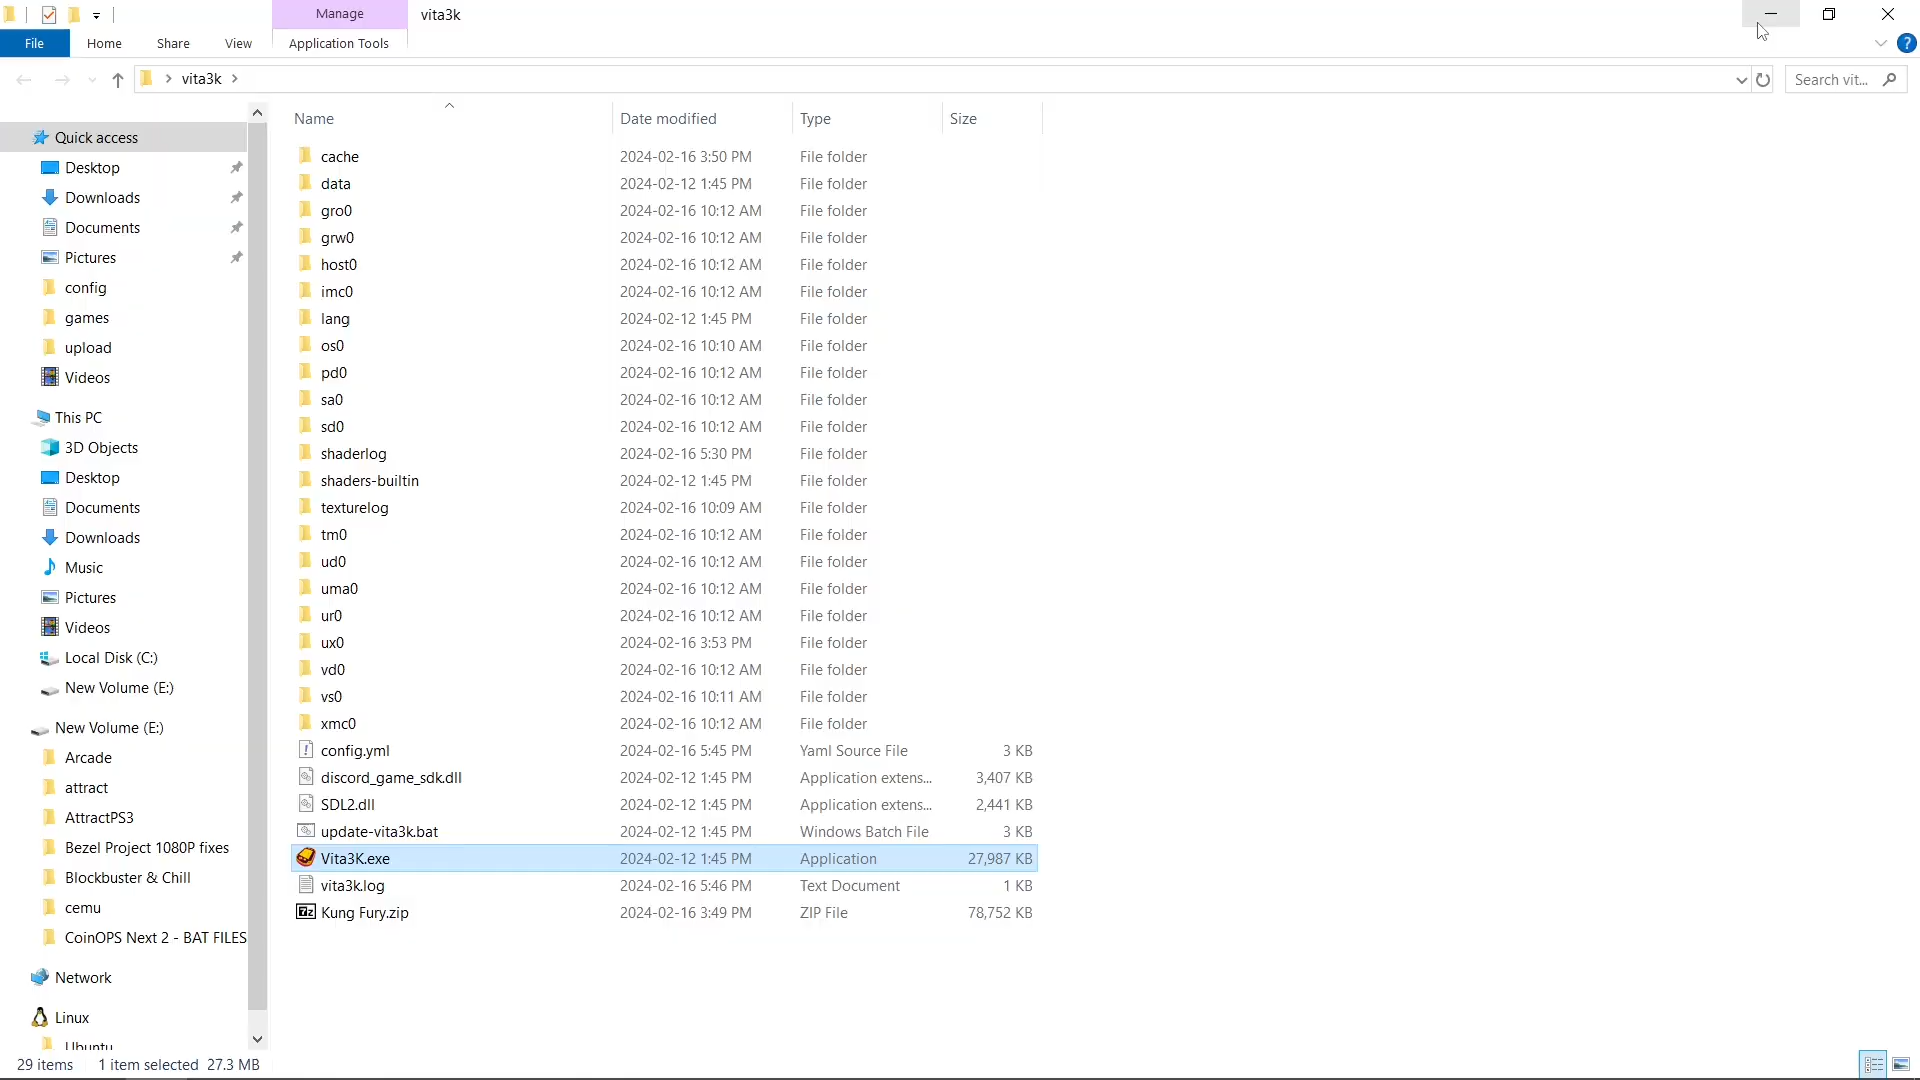 Manage
vita3k
File
Home
Share
View
Application Tools
?
vita3k
Search vit...
Quick access
Desktop
Downloads
Documents
Pictures
config
games
upload
Videos
This PC
3D Objects
Desktop
Documents
Downloads
Music
Pictures
Videos
Local Disk (C:)
New Volume (E:)
New Volume (E:)
Arcade
attract
AttractPS3
Bezel Project 1080P fixes
Blockbuster & Chill
cemu
CoinOPS Next 2 - BAT FILES
Network
Linux
Ubuntu
Name Date modified Type Size
cache 2024-02-16 3:50 PM File folder
data 2024-02-12 1:45 PM File folder
gro0 2024-02-16 10:12 AM File folder
grw0 2024-02-16 10:12 AM File folder
host0 2024-02-16 10:12 AM File folder
imc0 2024-02-16 10:12 AM File folder
lang 2024-02-12 1:45 PM File folder
os0 2024-02-16 10:10 AM File folder
pd0 2024-02-16 10:12 AM File folder
sa0 2024-02-16 10:12 AM File folder
sd0 2024-02-16 10:12 AM File folder
shaderlog 2024-02-16 5:30 PM File folder
shaders-builtin 2024-02-12 1:45 PM File folder
texturelog 2024-02-16 10:09 AM File folder
tm0 2024-02-16 10:12 AM File folder
ud0 2024-02-16 10:12 AM File folder
uma0 2024-02-16 10:12 AM File folder
ur0 2024-02-16 10:12 AM File folder
ux0 2024-02-16 3:53 PM File folder
vd0 2024-02-16 10:12 AM File folder
vs0 2024-02-16 10:11 AM File folder
xmc0 2024-02-16 10:12 AM File folder
config.yml 2024-02-16 5:45 PM Yaml Source File 3 KB
discord_game_sdk.dll 2024-02-12 1:45 PM Application extens... 3,407 KB
SDL2.dll 2024-02-12 1:45 PM Application extens... 2,441 KB
update-vita3k.bat 2024-02-12 1:45 PM Windows Batch File 3 KB
Vita3K.exe 2024-02-12 1:45 PM Application 27,987 KB
vita3k.log 2024-02-16 5:46 PM Text Document 1 KB
7z Kung Fury.zip 2024-02-16 3:49 PM ZIP File 78,752 KB
29 items 1 item selected 27.3 MB